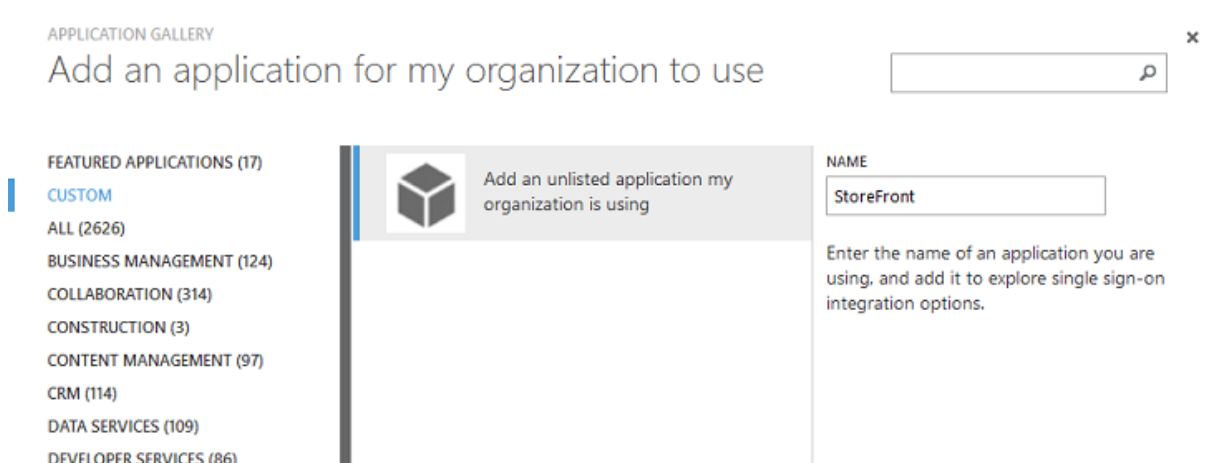 APPLICATION GALLERY
Add an application for my organization to use
FEATURED APPLICATIONS (17)
CUSTOM
ALL (2626)
BUSINESS MANAGEMENT (124)
COLLABORATION (314)
CONSTRUCTION (3)
CONTENT MANAGEMENT (97)
CRM (114)
DATA SERVICES (109)
DEVELOPER SERVICES (86)
Add an unlisted application my
organization is using
NAME
StoreFront
Enter the name of an application you are
using, and add it to explore single sign-on
integration options.